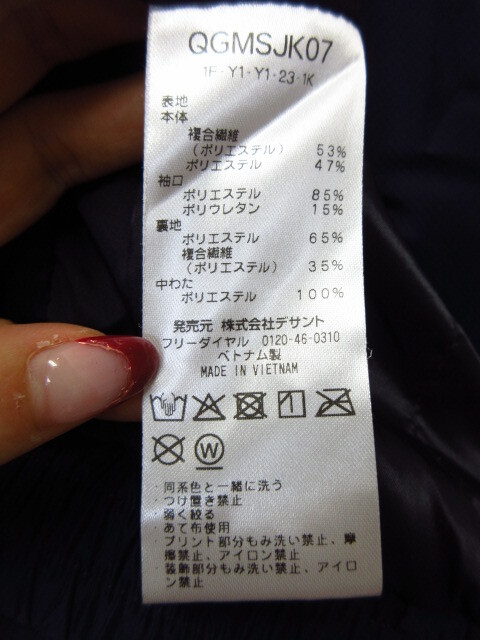 QGMSJK07
1F-Y1-Y1-23-1K
表地
本体
複合繊維
(ポリエステル) 53%
ポリエステル 47%
袖口
ポリエステル 85%
ポリウレタン 15%
裏地
ポリエステル 65%
複合繊維
(ポリエステル) 35%
中わた
ポリエステル 100%
発売元 株式会社デサント
フリーダイヤル 0120-46-0310
ベトナム製
MADE IN VIETNAM
W
・同系色と一緒に洗う
・つけ置き禁止
・弱く絞る
・あて布使用
・プリント部分もみ洗い禁止、摩
擦禁止、アイロン禁止
・装飾部分もみ洗い禁止、アイロ
ン禁止